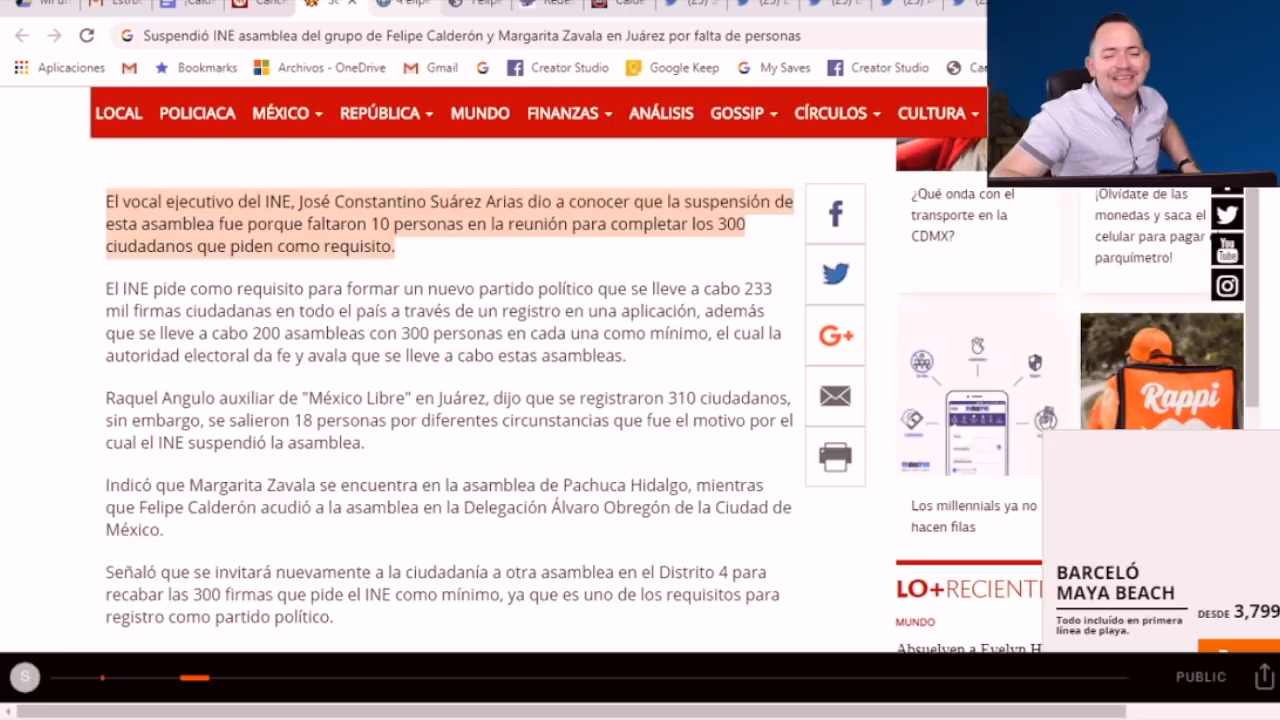 Suspendió INE asamblea del grupo de Felipe Calderón y Margarita Zavala en Juárez por falta de personas
Aplicaciones Bookmarks Archivos - OneDrive Gmail Creator Studio Google Keep My Saves Creator Studio
LOCAL POLICIACA MÉXICO REPÚBLICA MUNDO FINANZAS ANÁLISIS GOSSIP CÍRCULOS CULTURA
El vocal ejecutivo del INE, José Constantino Suárez Arias dio a conocer que la suspensión de
esta asamblea fue porque faltaron 10 personas en la reunión para completar los 300
ciudadanos que piden como requisito.
El INE pide como requisito para formar un nuevo partido político que se lleve a cabo 233
mil firmas ciudadanas en todo el país a través de un registro en una aplicación, además
que se lleve a cabo 200 asambleas con 300 personas en cada una como mínimo, el cual la
autoridad electoral da fe y avala que se lleve a cabo estas asambleas.
Raquel Angulo auxiliar de "México Libre" en Juárez, dijo que se registraron 310 ciudadanos,
sin embargo, se salieron 18 personas por diferentes circunstancias que fue el motivo por el
cual el INE suspendió la asamblea.
Indicó que Margarita Zavala se encuentra en la asamblea de Pachuca Hidalgo, mientras
que Felipe Calderón acudió a la asamblea en la Delegación Álvaro Obregón de la Ciudad de
México.
Señaló que se invitará nuevamente a la ciudadanía a otra asamblea en el Distrito 4 para
recabar las 300 firmas que pide el INE como mínimo, ya que es uno de los requisitos para
registro como partido político.
¿Qué onda con el
transporte en la
CDMX?
¡Olvídate de las
monedas y saca el
celular para pagar
parquímetro!
You
Tube
Rappi
Los millennials ya no
hacen filas
LO+RECIENTE
MUNDO
Absuelven a Evelyn H
BARCELÓ
MAYA BEACH
Todo incluído en primera
línea de playa.
DESDE 3,799
S
PUBLIC